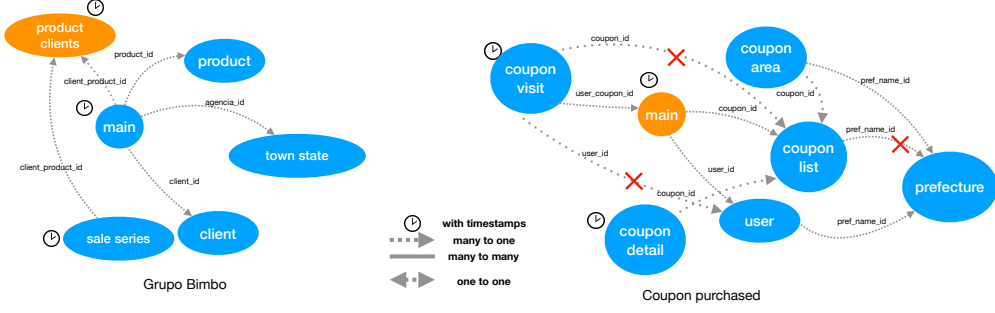 product
clients
product_id
product
client_product_id
main
agencia_id
town state
client_product_id
client_id
sale series
client
Grupo Bimbo
with timestamps
many to one
many to many
one to one
coupon_id
coupon
visit
coupon
area
user_coupon_id
main
coupon_id
coupon_id
pref_name_id
pref_name_id
coupon
list
user_id
user_id
coupon_id
prefecture
coupon
detail
user
pref_name_id
Coupon purchased